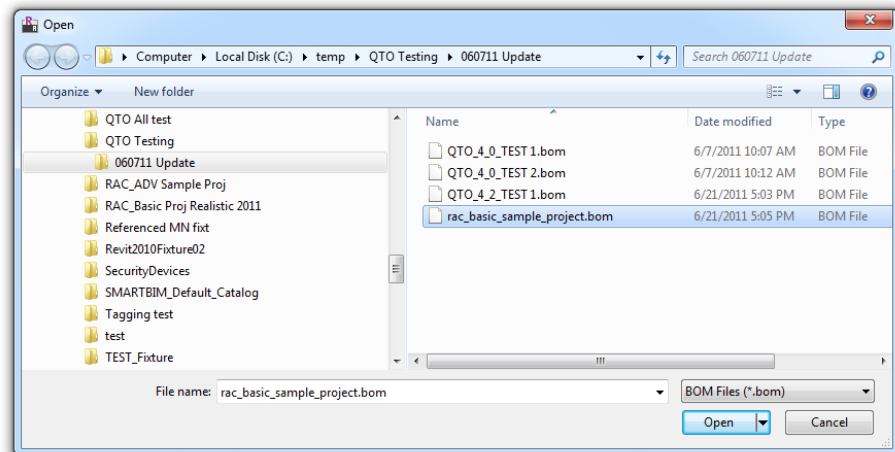 Open
Computer Local Disk (C:) temp QTO Testing 060711 Update Search 060711 Update
Organize New folder
QTO All test
QTO Testing
060711 Update
RAC_ADV Sample Proj
RAC_Basic Proj Realistic 2011
Referenced MN fixt
Revit2010Fixture02
SecurityDevices
SMARTBIM_Default_Catalog
Tagging test
test
TEST_Fixture
Name Date modified Type
QTO_4_0_TEST 1.bom 6/7/2011 10:07 AM BOM File
QTO_4_0_TEST 2.bom 6/7/2011 10:12 AM BOM File
QTO_4_2_TEST 1.bom 6/21/2011 5:03 PM BOM File
rac_basic_sample_project.bom 6/21/2011 5:05 PM BOM File
File name: rac_basic_sample_project.bom BOM Files (*.bom)
Open Cancel